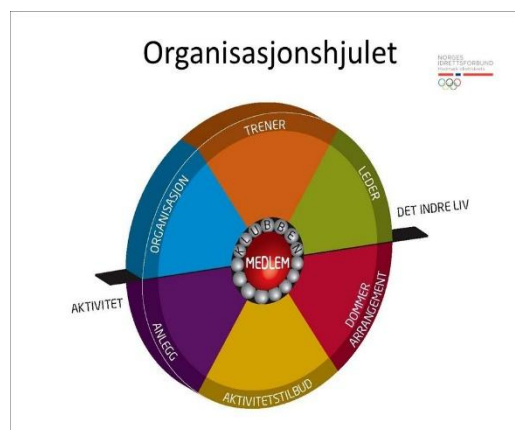 Organisasjonshjulet
NORGES
IDRETTSFORBUND
TRENER
ORGANISASJON
LEDER
DET INDRE LIV
KLUBBEN
MEDLEM
AKTIVITET
ANLEGG
DOMMER
ARRANGEMENT
AKTIVITETSTILBUD